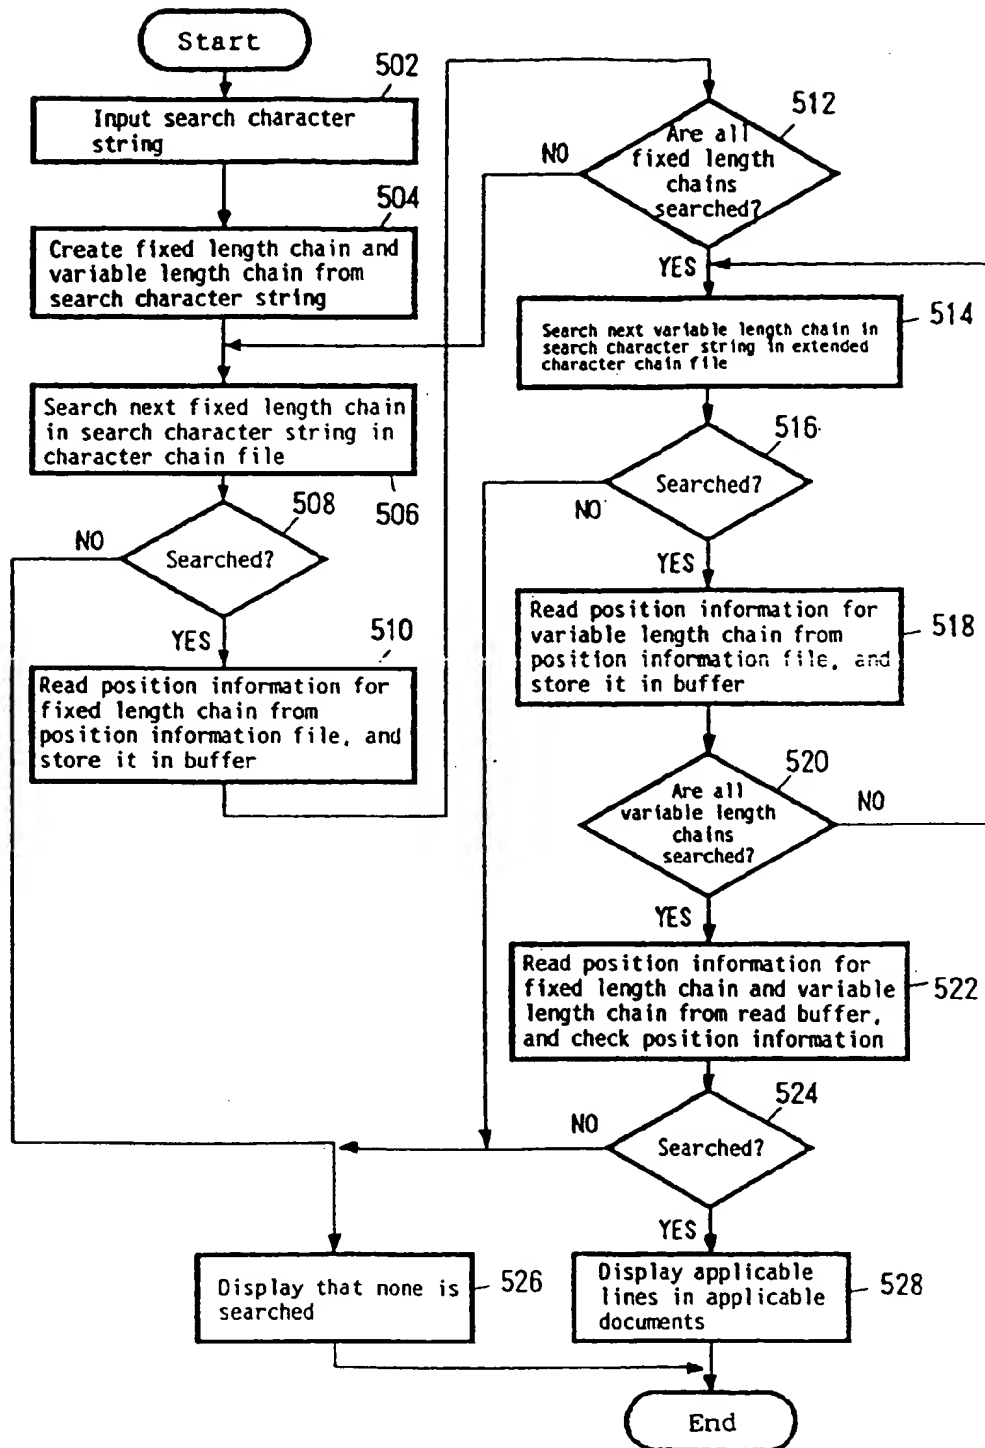 Start
502
Input search character
string
504
Create fixed length chain and
variable length chain from
search character string
Search next fixed length chain
in search character string in
character chain file
506
508
NO
Searched?
YES
510
Read position information for
fixed length chain from
position information file, and
store it in buffer
512
Are all
fixed length
chains
searched?
NO
YES
514
Search next variable length chain in
search character string in extended
character chain file
516
Searched?
NO
YES
Read position information for
variable length chain from
position information file, and
store it in buffer
518
520
Are all
variable length
chains
searched?
NO
YES
Read position information for
fixed length chain and variable
length chain from read buffer,
and check position information
522
524
NO
Searched?
YES
Display that none is
searched
526
Display applicable
lines in applicable
documents
528
End